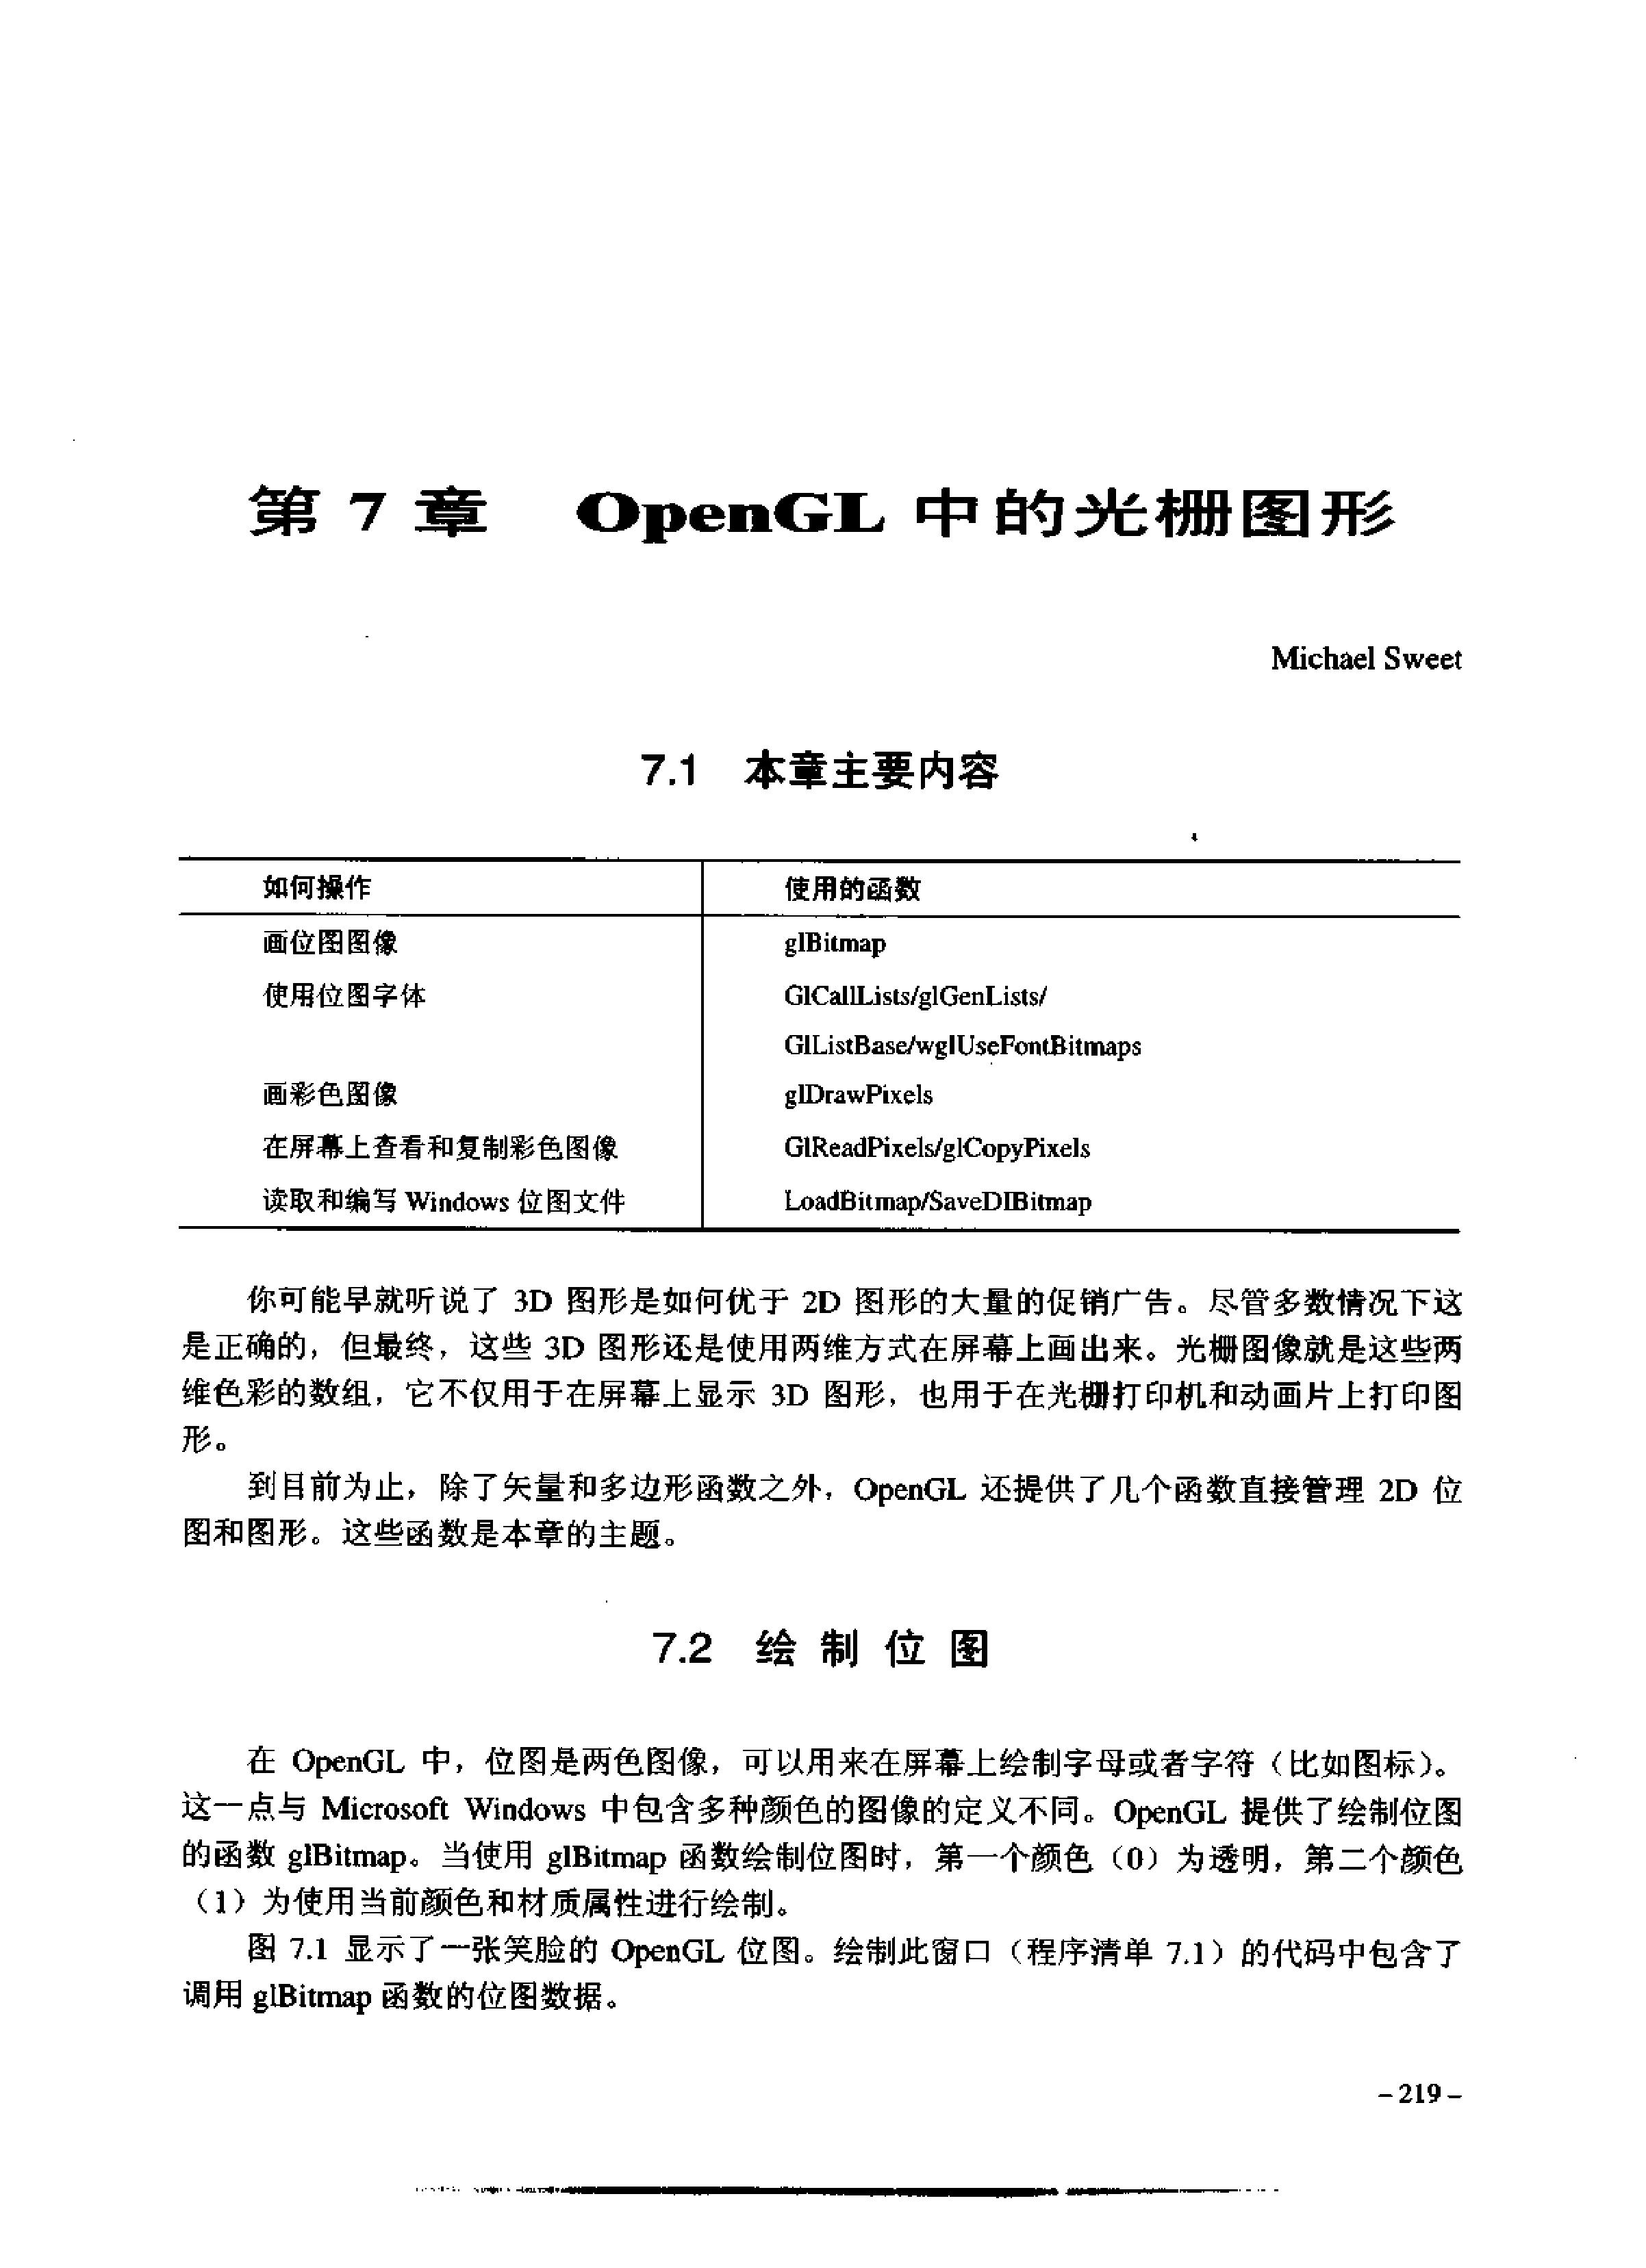 第 7 章 OpenGL 中的光栅图形
Michael Sweet
7.1 本章主要内容
如何操作 使用的函数
画位图图像 glBitmap
使用位图字体 GlCallLists/glGenLists/
GlListBase/wglUseFontBitmaps
画彩色图像 glDrawPixels
在屏幕上查看和复制彩色图像 GlReadPixels/glCopyPixels
读取和编写 Windows 位图文件 LoadBitmap/SaveDIBitmap
你可能早就听说了 3D 图形是如何优于 2D 图形的大量的促销广告。尽管多数情况下这
是正确的，但最终，这些 3D 图形还是使用两维方式在屏幕上画出来。光栅图像就是这些两
维色彩的数组，它不仅用于在屏幕上显示 3D 图形，也用于在光栅打印机和动画片上打印图
形。
到目前为止，除了矢量和多边形函数之外，OpenGL 还提供了几个函数直接管理 2D 位
图和图形。这些函数是本章的主题。
7.2 绘 制 位 图
在 OpenGL 中，位图是两色图像，可以用来在屏幕上绘制字母或者字符（比如图标）。
这一点与 Microsoft Windows 中包含多种颜色的图像的定义不同。OpenGL 提供了绘制位图
的函数 glBitmap。当使用 glBitmap 函数绘制位图时，第一个颜色（0）为透明，第二个颜色
（1）为使用当前颜色和材质属性进行绘制。
图 7.1 显示了一张笑脸的 OpenGL 位图。绘制此窗口（程序清单 7.1）的代码中包含了
调用 glBitmap 函数的位图数据。
– 219 –